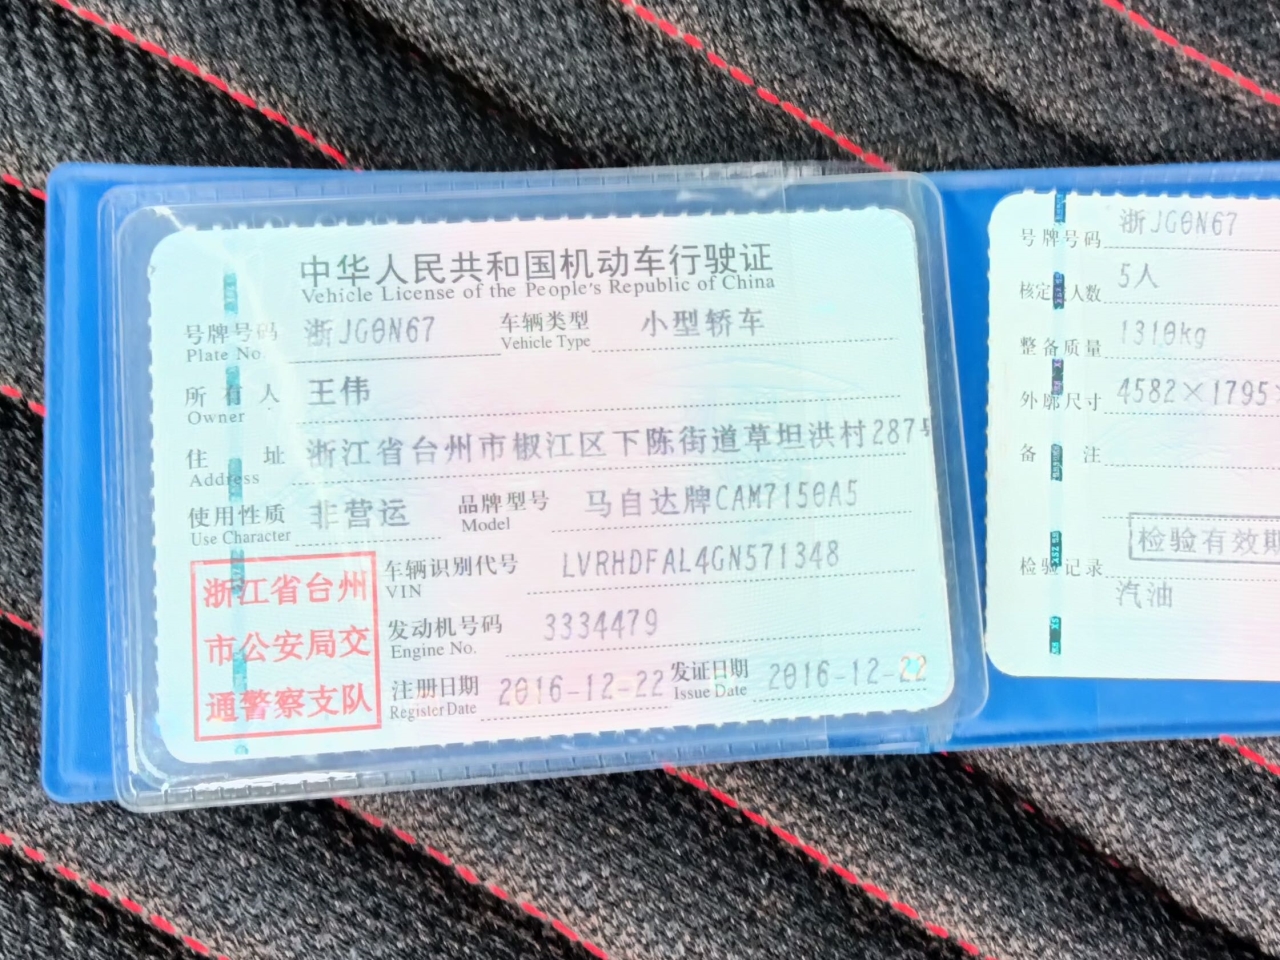 中华人民共和国机动车行驶证
Vehicle License of the People's Republic of China
号牌号码 浙JG0N67 车辆类型 小型轿车
Plate No. Vehicle Type
所有人 王伟
Owner
住址 浙江省台州市椒江区下陈街道草坦洪村287号
Address
使用性质 非营运 品牌型号 马自达牌CAM7150A5
Use Character Model
浙江省台州
市公安局交
通警察支队
车辆识别代号 LVRHDFAL4GN571348
VIN
发动机号码 3334479
Engine No.
注册日期 2016-12-22 发证日期 2016-12-22
Register Date Issue Date
号牌号码 浙JG0N67
核定载人数 5人
整备质量 1310kg
外廓尺寸 4582×1795×
备注
检验有效期
检验记录
汽油